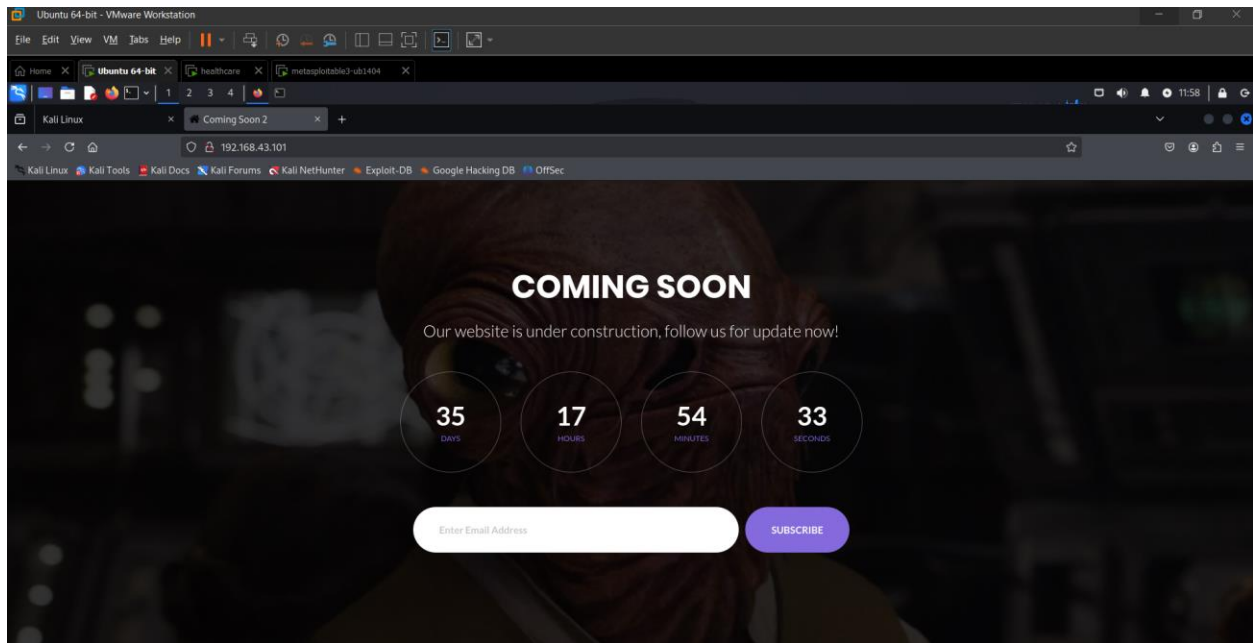 Ubuntu 64-bit - VMware Workstation
File Edit View VM Tabs Help
Home Ubuntu 64-bit healthcare metasploitable3-ub1404
1 2 3 4 11:58
Kali Linux Coming Soon 2
192.168.43.101
Kali Linux Kali Tools Kali Docs Kali Forums Kali NetHunter Exploit-DB Google Hacking DB OffSec
COMING SOON
Our website is under construction, follow us for update now!
35 17 54 33
DAYS HOURS MINUTES SECONDS
Enter Email Address SUBSCRIBE